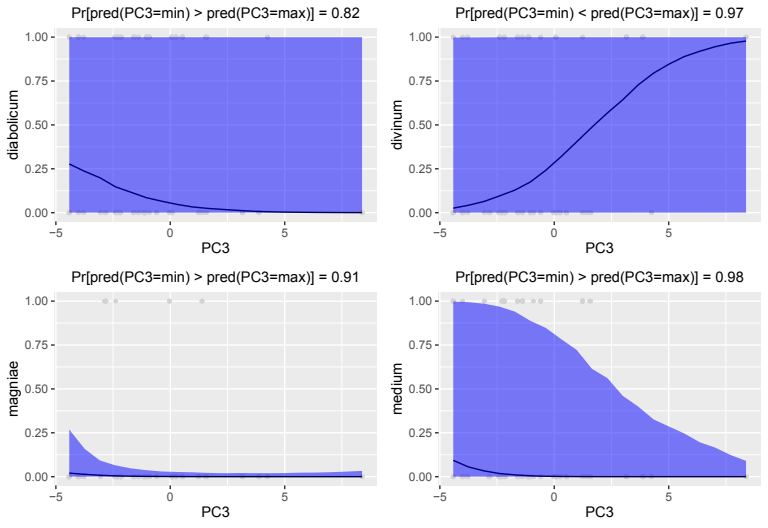 Pr[pred(PC3=min) > pred(PC3=max)] = 0.82
1.00
0.75
0.50
0.25
0.00
diabolicum
−5
0
5
PC3
Pr[pred(PC3=min) < pred(PC3=max)] = 0.97
1.00
0.75
0.50
0.25
0.00
divinum
−5
0
5
PC3
Pr[pred(PC3=min) > pred(PC3=max)] = 0.91
1.00
0.75
0.50
0.25
0.00
magniae
−5
0
5
PC3
Pr[pred(PC3=min) > pred(PC3=max)] = 0.98
1.00
0.75
0.50
0.25
0.00
medium
−5
0
5
PC3